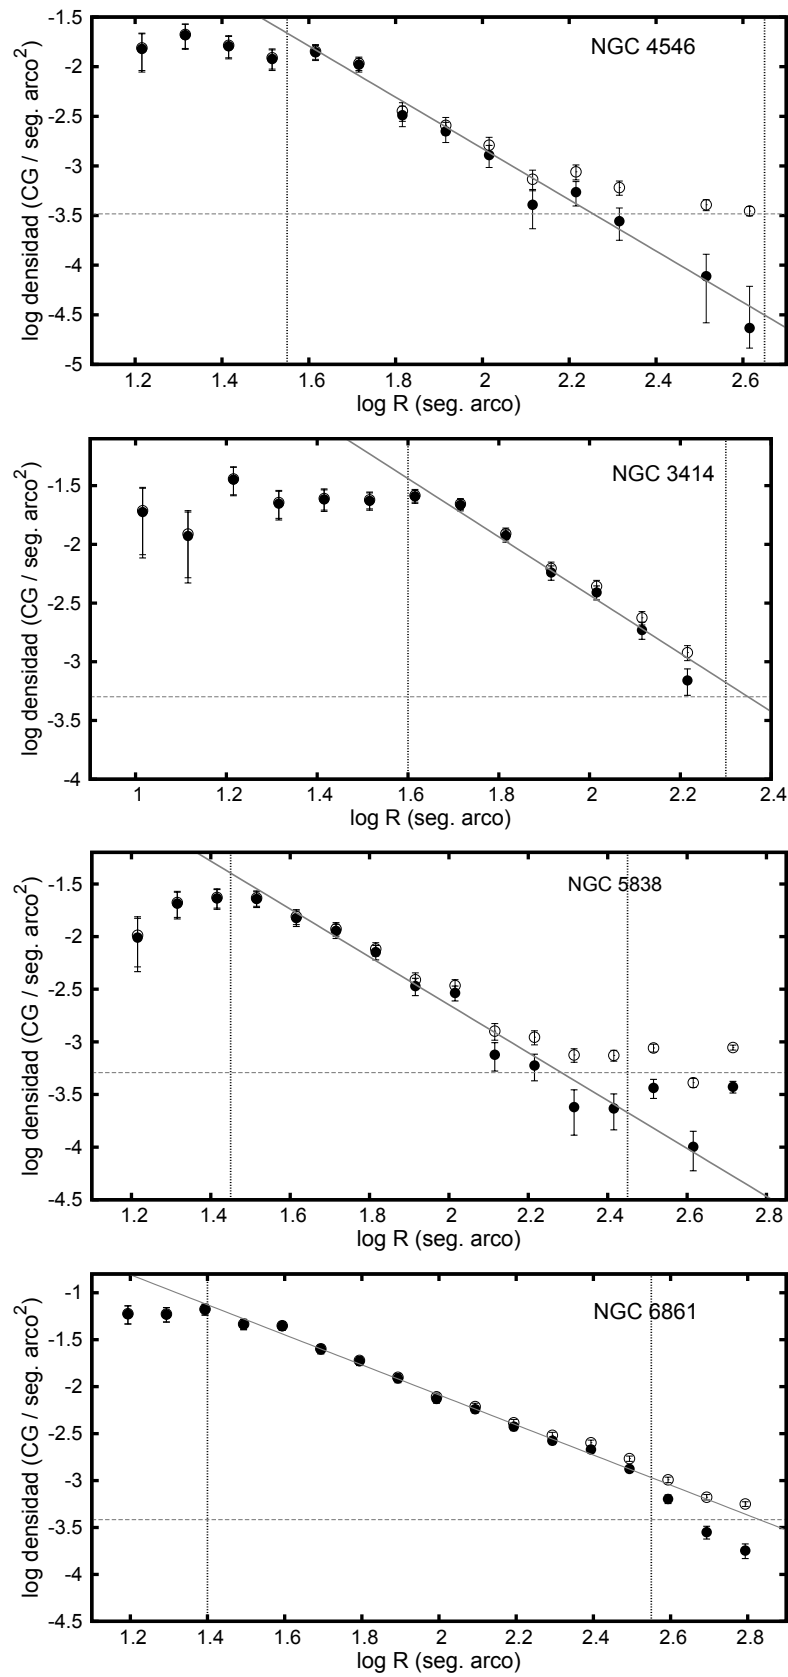 NGC 4546
log densidad (CG / seg. arco²)
-1.5
-2
-2.5
-3
-3.5
-4
-4.5
-5
1.2 1.4 1.6 1.8 2 2.2 2.4 2.6
log R (seg. arco)
NGC 3414
log densidad (CG / seg. arco²)
-1.5
-2
-2.5
-3
-3.5
-4
1 1.2 1.4 1.6 1.8 2 2.2 2.4
log R (seg. arco)
NGC 5838
log densidad (CG / seg. arco²)
-1.5
-2
-2.5
-3
-3.5
-4
-4.5
1.2 1.4 1.6 1.8 2 2.2 2.4 2.6 2.8
log R (seg. arco)
NGC 6861
log densidad (CG / seg. arco²)
-1
-1.5
-2
-2.5
-3
-3.5
-4
-4.5
1.2 1.4 1.6 1.8 2 2.2 2.4 2.6 2.8
log R (seg. arco)